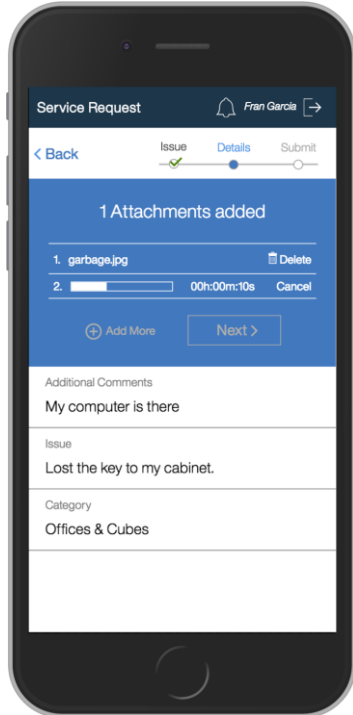 Service Request Fran Garcia
< Back Issue Details Submit
1 Attachments added
1. garbage.jpg Delete
2. 00h:00m:10s Cancel
Add More Next >
Additional Comments
My computer is there
Issue
Lost the key to my cabinet.
Category
Offices & Cubes